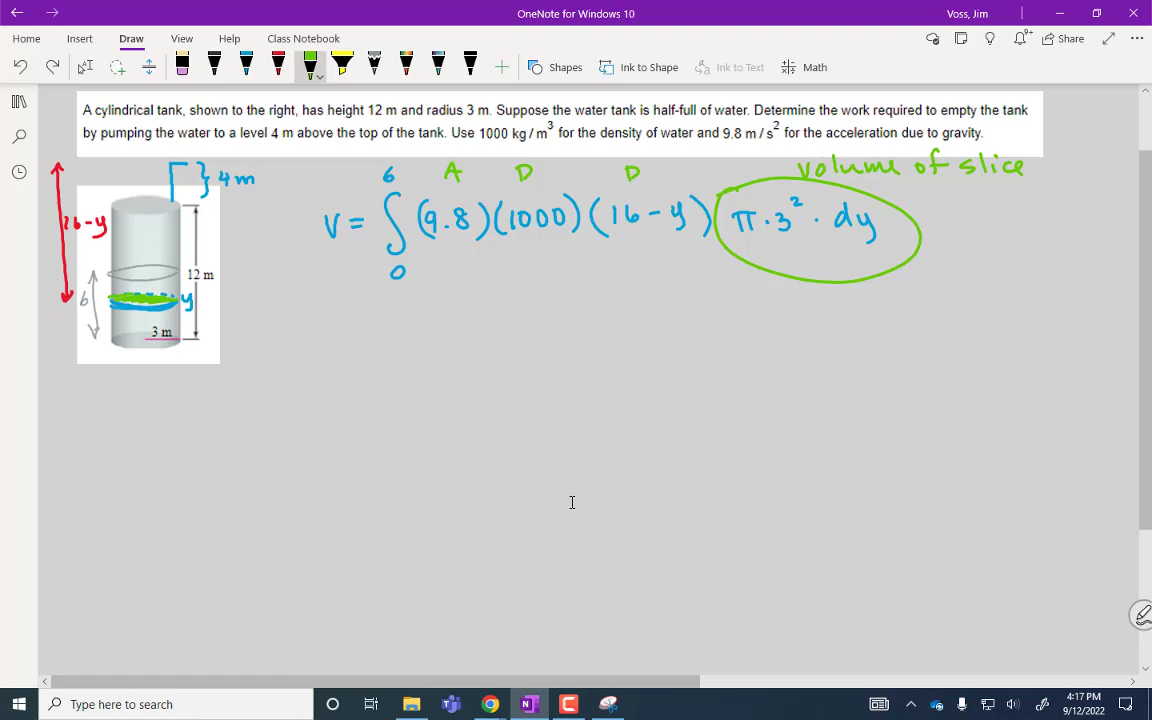 OneNote for Windows 10
Voss, Jim
Home Insert Draw View Help Class Notebook
Shapes Ink to Shape Ink to Text Math Share
A cylindrical tank, shown to the right, has height 12 m and radius 3 m. Suppose the water tank is half-full of water. Determine the work required to empty the tank
by pumping the water to a level 4 m above the top of the tank. Use 1000 kg/m³ for the density of water and 9.8 m/s² for the acceleration due to gravity.
4m
6 A D D volume of slice
V = ∫ (9.8)(1000)(16-y) π·3²·dy
0
16-y
12 m
6
y
3 m
Type here to search
4:17 PM
9/12/2022